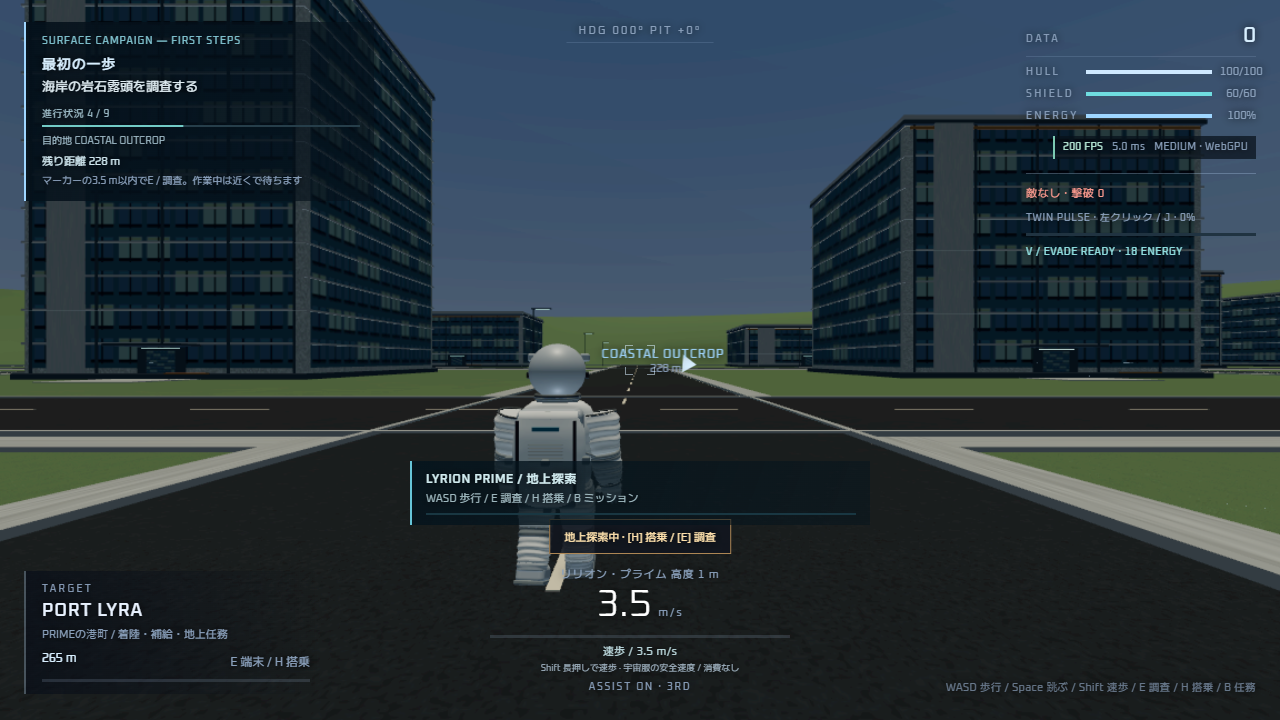 SURFACE CAMPAIGN — FIRST STEPS
最初の一歩
海岸の岩石露頭を調査する
進行状況 4 / 9
目的地 COASTAL OUTCROP
残り距離 228 m
マーカーの3.5 m以内でE / 調査。作業中は近くで待ちます
HDG 000° PIT +0°
DATA 0
HULL 100/100
SHIELD 60/60
ENERGY 100%
200 FPS 5.0 ms MEDIUM · WebGPU
敵なし · 撃破 0
TWIN PULSE · 左クリック / J · 0%
V / EVADE READY · 18 ENERGY
COASTAL OUTCROP
228 m
LYRION PRIME / 地上探索
WASD 歩行 / E 調査 / H 搭乗 / B ミッション
地上探索中 · [H] 搭乗 / [E] 調査
リリオン・プライム 高度 1 m
3.5 m/s
速歩 / 3.5 m/s
Shift 長押しで速歩 · 宇宙服の安全速度 / 消費なし
ASSIST ON · 3RD
TARGET
PORT LYRA
PRIMEの港町 / 着陸・補給・地上任務
265 m E 端末 / H 搭乗
WASD 歩行 / Space 跳ぶ / Shift 速歩 / E 調査 / H 搭乗 / B 任務